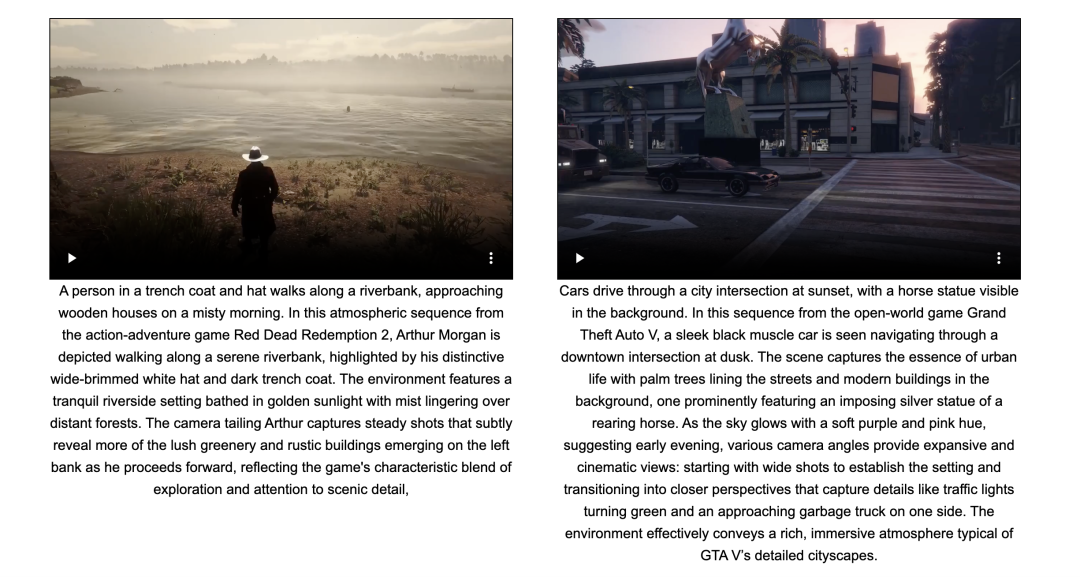 A person in a trench coat and hat walks along a riverbank, approaching
wooden houses on a misty morning. In this atmospheric sequence from
the action-adventure game Red Dead Redemption 2, Arthur Morgan is
depicted walking along a serene riverbank, highlighted by his distinctive
wide-brimmed white hat and dark trench coat. The environment features a
tranquil riverside setting bathed in golden sunlight with mist lingering over
distant forests. The camera tailing Arthur captures steady shots that subtly
reveal more of the lush greenery and rustic buildings emerging on the left
bank as he proceeds forward, reflecting the game's characteristic blend of
exploration and attention to scenic detail,
Cars drive through a city intersection at sunset, with a horse statue visible
in the background. In this sequence from the open-world game Grand
Theft Auto V, a sleek black muscle car is seen navigating through a
downtown intersection at dusk. The scene captures the essence of urban
life with palm trees lining the streets and modern buildings in the
background, one prominently featuring an imposing silver statue of a
rearing horse. As the sky glows with a soft purple and pink hue,
suggesting early evening, various camera angles provide expansive and
cinematic views: starting with wide shots to establish the setting and
transitioning into closer perspectives that capture details like traffic lights
turning green and an approaching garbage truck on one side. The
environment effectively conveys a rich, immersive atmosphere typical of
GTA V's detailed cityscapes.